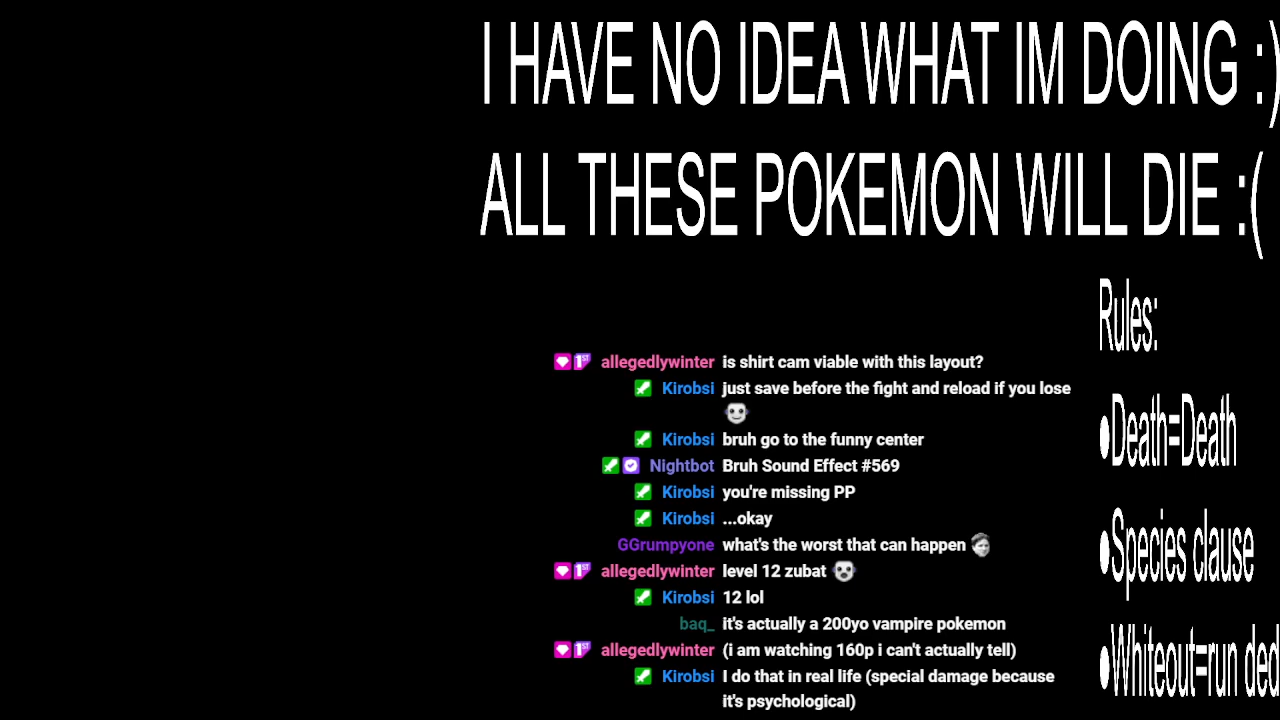 I HAVE NO IDEA WHAT IM DOING :)
ALL THESE POKEMON WILL DIE :(
Rules:
•Death=Death
•Species clause
•Whiteout=run ded
allegedlywinter is shirt cam viable with this layout?
Kirobsi just save before the fight and reload if you lose
Kirobsi bruh go to the funny center
Nightbot Bruh Sound Effect #569
Kirobsi you're missing PP
Kirobsi ...okay
GGrumpyone what's the worst that can happen
allegedlywinter level 12 zubat
Kirobsi 12 lol
baq_ it's actually a 200yo vampire pokemon
allegedlywinter (i am watching 160p i can't actually tell)
Kirobsi I do that in real life (special damage because
it's psychological)